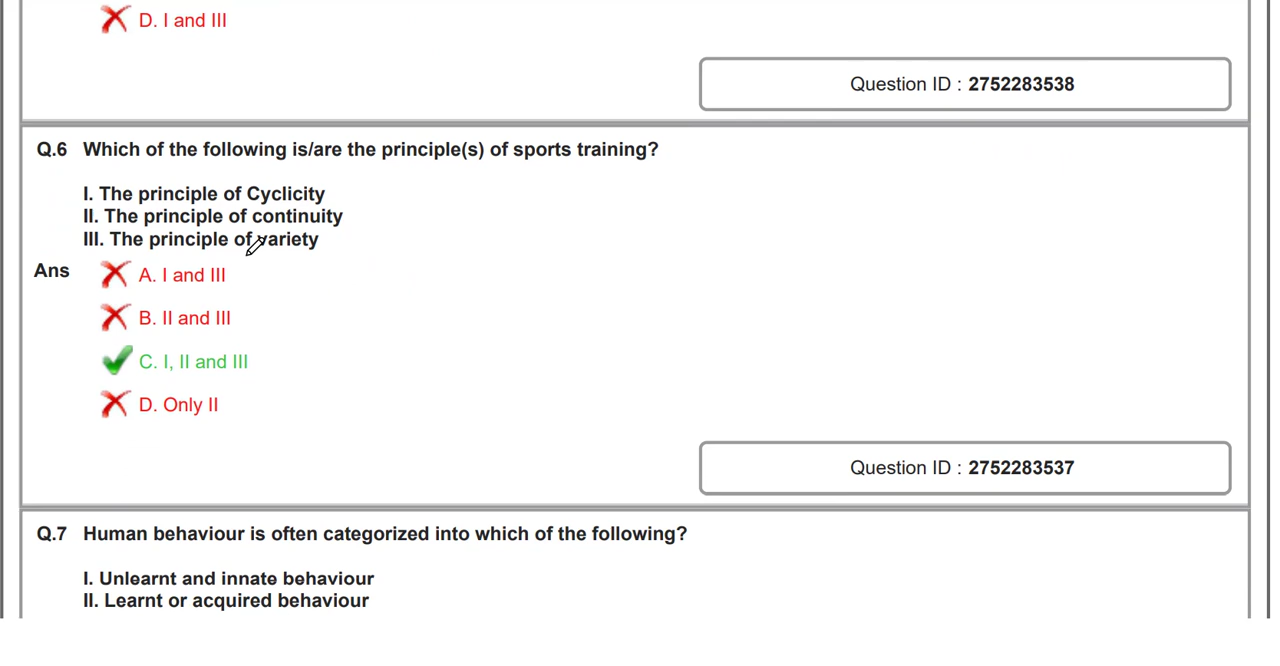 D. I and III
Question ID : 2752283538
Q.6 Which of the following is/are the principle(s) of sports training?
I. The principle of Cyclicity
II. The principle of continuity
III. The principle of variety
Ans
A. I and III
B. II and III
C. I, II and III
D. Only II
Question ID : 2752283537
Q.7 Human behaviour is often categorized into which of the following?
I. Unlearnt and innate behaviour
II. Learnt or acquired behaviour